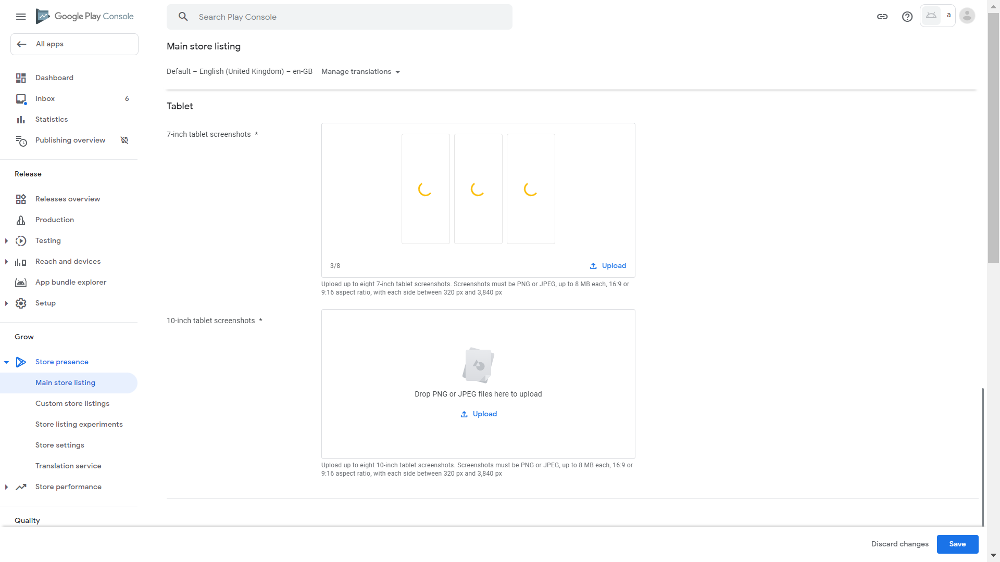 Google Play Console
Search Play Console
a
All apps
Dashboard
Inbox 6
Statistics
Publishing overview
Release
Releases overview
Production
Testing
Reach and devices
App bundle explorer
Setup
Grow
Store presence
Main store listing
Custom store listings
Store listing experiments
Store settings
Translation service
Store performance
Quality
Main store listing
Default – English (United Kingdom) – en-GB Manage translations
Tablet
7-inch tablet screenshots *
3/8 Upload
Upload up to eight 7-inch tablet screenshots. Screenshots must be PNG or JPEG, up to 8 MB each, 16:9 or
9:16 aspect ratio, with each side between 320 px and 3,840 px
10-inch tablet screenshots *
Drop PNG or JPEG files here to upload
Upload
Upload up to eight 10-inch tablet screenshots. Screenshots must be PNG or JPEG, up to 8 MB each, 16:9 or
9:16 aspect ratio, with each side between 320 px and 3,840 px
Discard changes Save